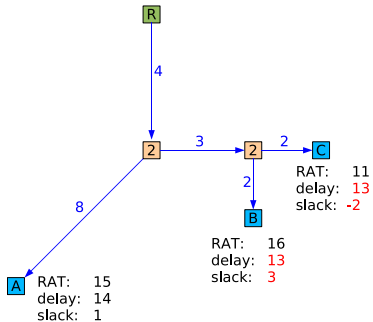 R
4
2 3 2 2 C
RAT: 11
delay: 13
slack: -2
2
8
B
RAT: 16
delay: 13
slack: 3
A
RAT: 15
delay: 14
slack: 1